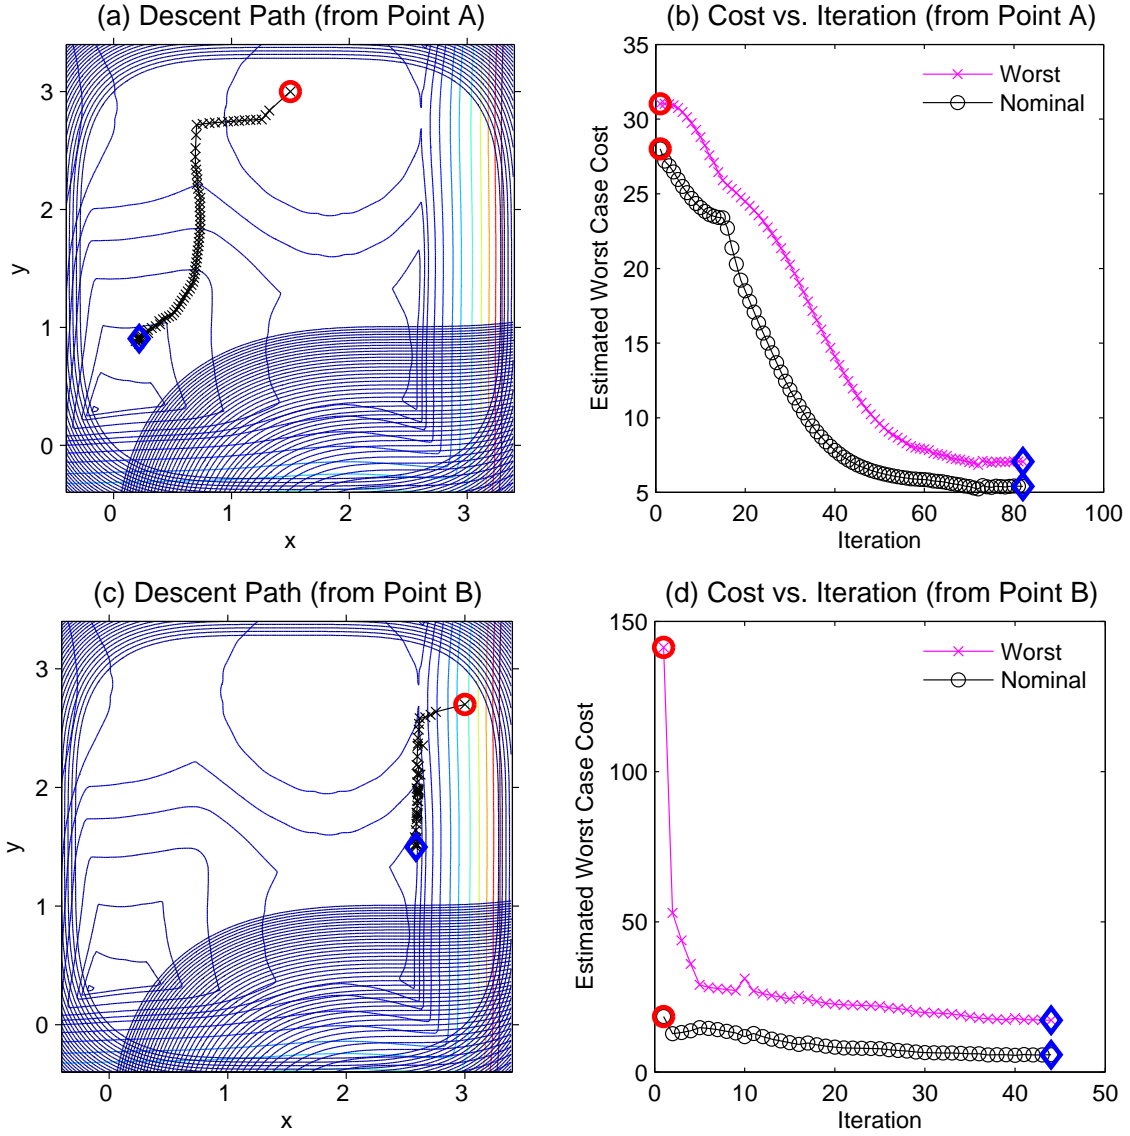 (a) Descent Path (from Point A)
(b) Cost vs. Iteration (from Point A)
3
2
1
0
y
0 1 2 3
x
35
30
25
20
15
10
5
Estimated Worst Case Cost
Worst
Nominal
0 20 40 60 80 100
Iteration
(c) Descent Path (from Point B)
(d) Cost vs. Iteration (from Point B)
3
2
1
0
y
0 1 2 3
x
150
100
50
0
Estimated Worst Case Cost
Worst
Nominal
0 10 20 30 40 50
Iteration